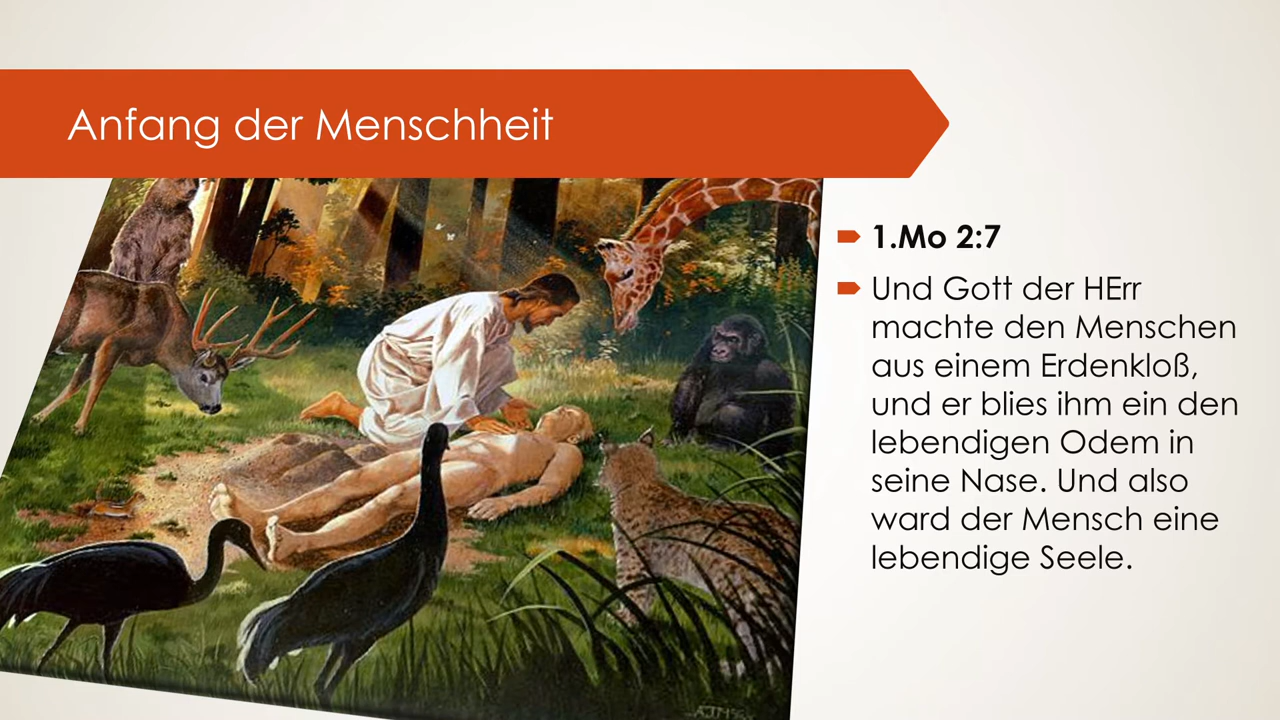 Anfang der Menschheit
1.Mo 2:7
Und Gott der HErr
machte den Menschen
aus einem Erdenkloß,
und er blies ihm ein den
lebendigen Odem in
seine Nase. Und also
ward der Mensch eine
lebendige Seele.